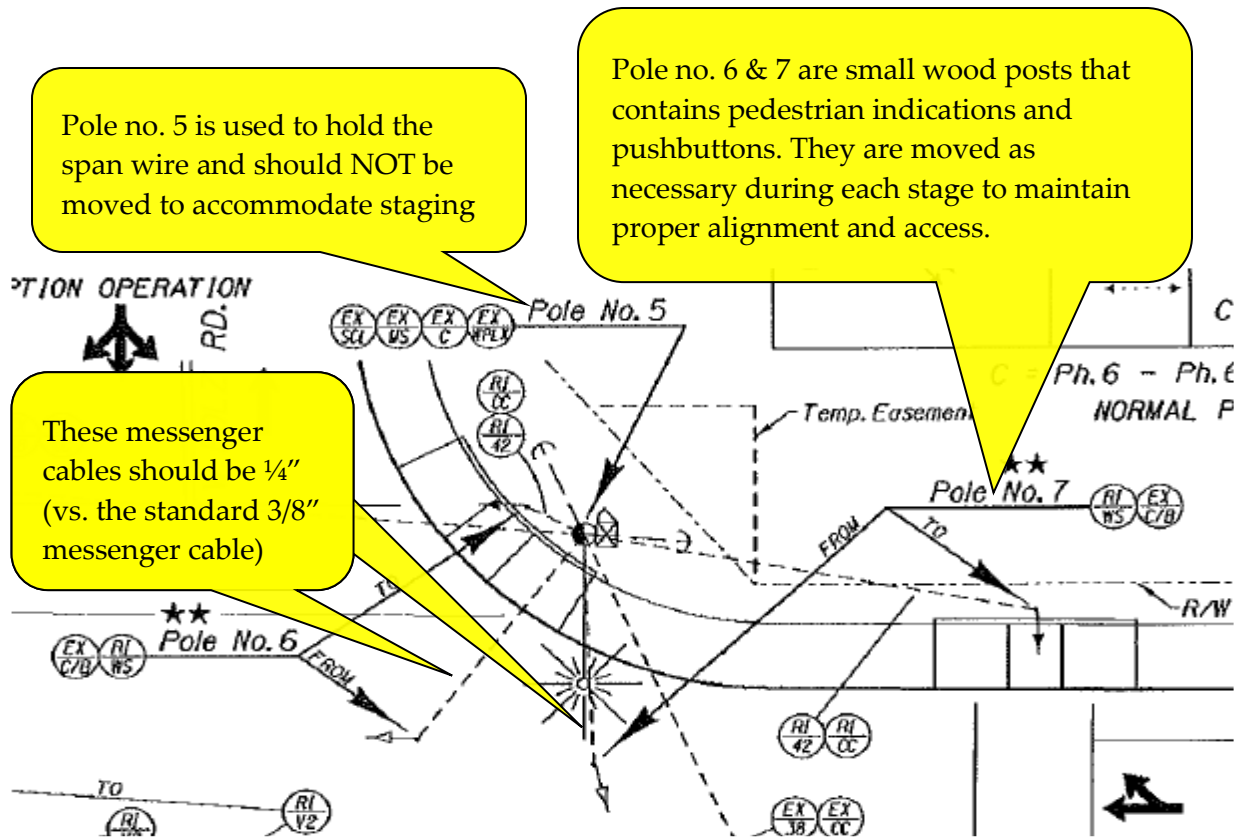 Pole no. 5 is used to hold the
span wire and should NOT be
moved to accommodate staging
Pole no. 6 & 7 are small wood posts that
contains pedestrian indications and
pushbuttons. They are moved as
necessary during each stage to maintain
proper alignment and access.
PTION OPERATION
RD.
EX
SCL
EX
WS
EX
C
EX
Pole No. 5
C
C = Ph. 6 - Ph. 6
NORMAL P
RI
CC
RI
42
Temp. Easement
These messenger
cables should be ¼”
(vs. the standard 3/8”
messenger cable)
★★
Pole No. 7
RI
WS
EX
C/B
FROM
TO
TO
R/W
★★
EX
C/B
RI
WS
Pole No. 6
FROM
RI
42
RI
CC
TO
RI
V2
RI
EX
38
EX
CC